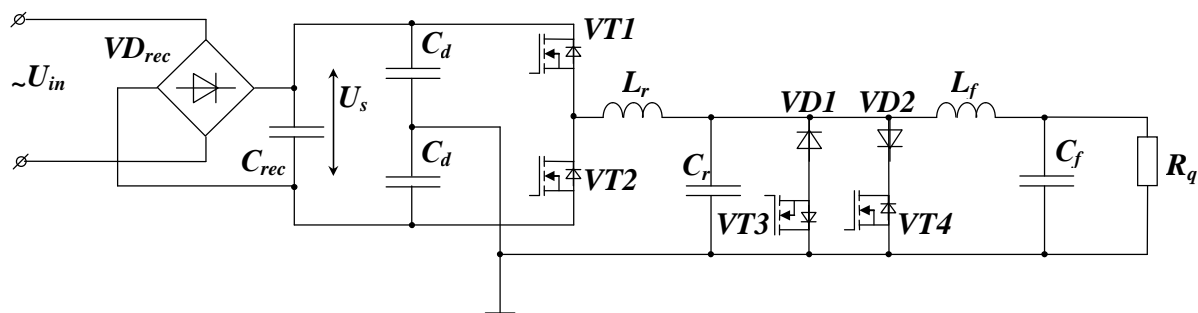 VT1
VD_rec
C_d
~U_in
U_s
L_r
VD1
VD2
L_f
C_rec
C_d
VT2
C_r
VT3
VT4
C_f
R_q